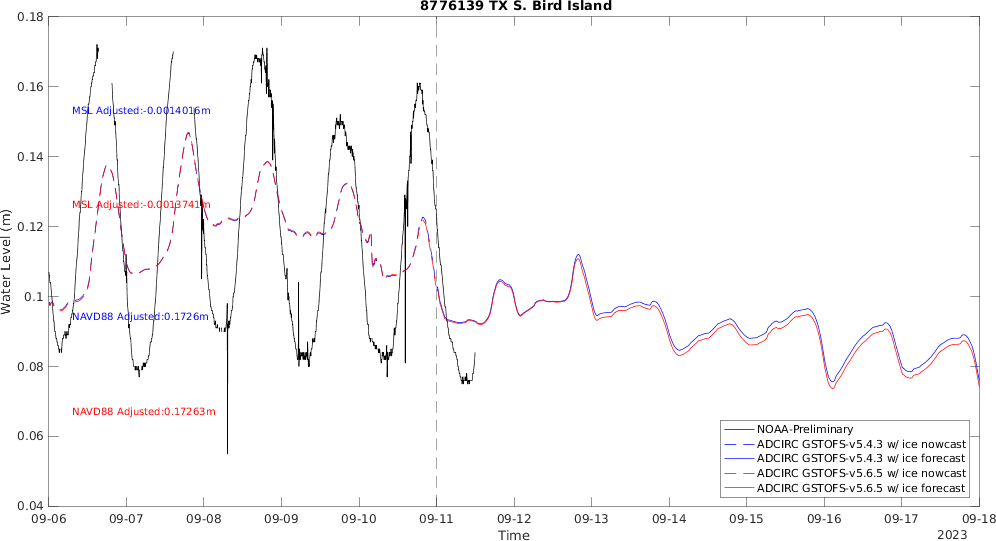 8776139 TX S. Bird Island
0.18
0.16
0.14
0.12
0.1
0.08
0.06
0.04
Water Level (m)
MSL Adjusted:-0.0014016m
MSL Adjusted:-0.0013741m
NAVD88 Adjusted:0.1726m
NAVD88 Adjusted:0.17263m
NOAA-Preliminary
ADCIRC GSTOFS-v5.4.3 w/ ice nowcast
ADCIRC GSTOFS-v5.4.3 w/ ice forecast
ADCIRC GSTOFS-v5.6.5 w/ ice nowcast
ADCIRC GSTOFS-v5.6.5 w/ ice forecast
09-06 09-07 09-08 09-09 09-10 09-11 09-12 09-13 09-14 09-15 09-16 09-17 09-18
Time
2023